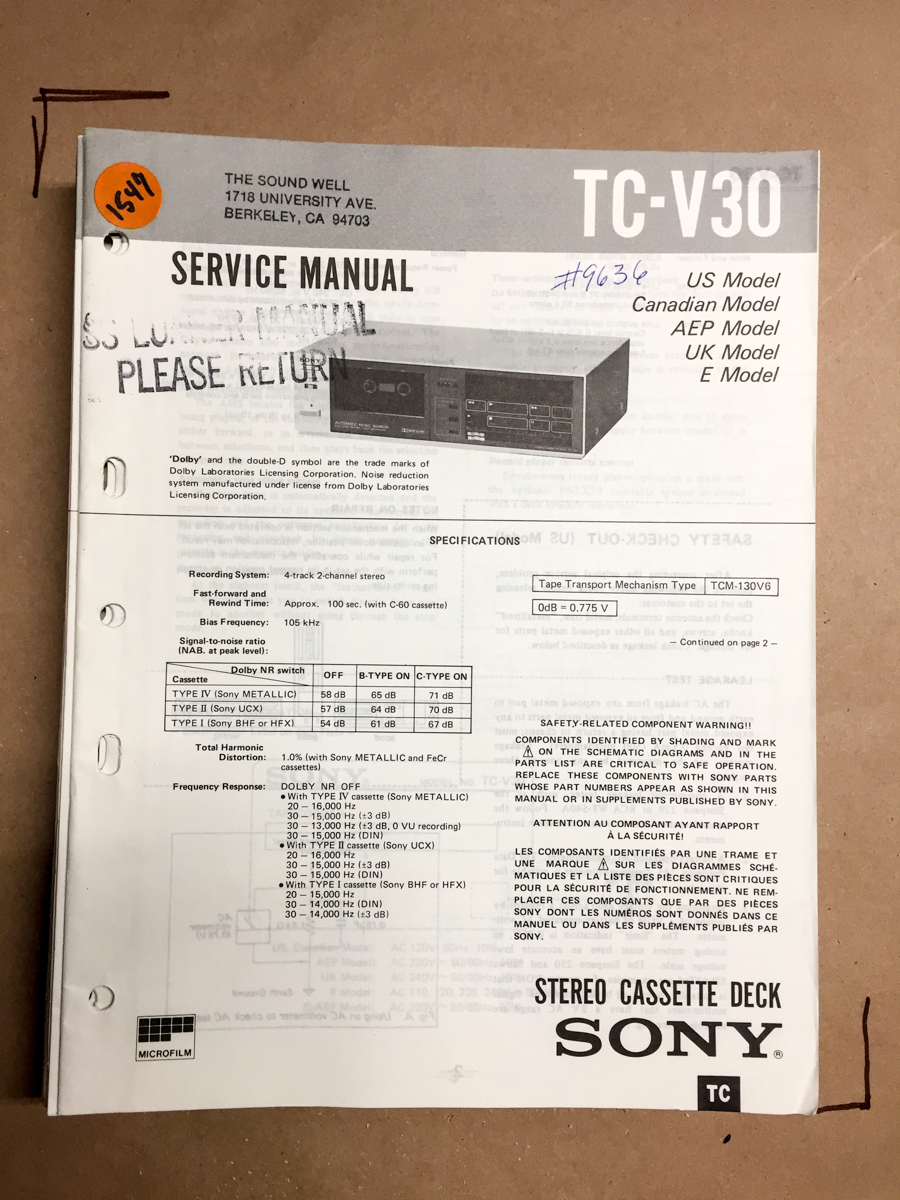 1547
THE SOUND WELL
1718 UNIVERSITY AVE.
BERKELEY, CA 94703
TC-V30
SERVICE MANUAL
#9636
US Model
Canadian Model
AEP Model
UK Model
E Model
MANUAL
PLEASE RETURN
SONY
'Dolby' and the double-D symbol are the trade marks of
Dolby Laboratories Licensing Corporation. Noise reduction
system manufactured under license from Dolby Laboratories
Licensing Corporation.
SPECIFICATIONS
Recording System: 4-track 2-channel stereo
Fast-forward and
Rewind Time: Approx. 100 sec. (with C-60 cassette)
Bias Frequency: 105 kHz
Signal-to-noise ratio
(NAB. at peak level):
Dolby NR switch
Cassette OFF B-TYPE ON C-TYPE ON
TYPE IV (Sony METALLIC) 58 dB 65 dB 71 dB
TYPE II (Sony UCX) 57 dB 64 dB 70 dB
TYPE I (Sony BHF or HFX) 54 dB 61 dB 67 dB
Total Harmonic
Distortion: 1.0% (with Sony METALLIC and FeCr
cassettes)
Frequency Response: DOLBY NR OFF
● With TYPE IV cassette (Sony METALLIC)
20 – 16,000 Hz
30 – 15,000 Hz (±3 dB)
30 – 13,000 Hz (±3 dB, 0 VU recording)
30 – 15,000 Hz (DIN)
● With TYPE II cassette (Sony UCX)
20 – 16,000 Hz
30 – 15,000 Hz (±3 dB)
30 – 15,000 Hz (DIN)
● With TYPE I cassette (Sony BHF or HFX)
20 – 15,000 Hz
30 – 14,000 Hz (DIN)
30 – 14,000 Hz (±3 dB)
Tape Transport Mechanism Type TCM-130V6
0dB = 0.775 V
— Continued on page 2 —
SAFETY-RELATED COMPONENT WARNING!!
COMPONENTS IDENTIFIED BY SHADING AND MARK
⚠ ON THE SCHEMATIC DIAGRAMS AND IN THE
PARTS LIST ARE CRITICAL TO SAFE OPERATION.
REPLACE THESE COMPONENTS WITH SONY PARTS
WHOSE PART NUMBERS APPEAR AS SHOWN IN THIS
MANUAL OR IN SUPPLEMENTS PUBLISHED BY SONY.
ATTENTION AU COMPOSANT AYANT RAPPORT
À LA SÉCURITÉ!
LES COMPOSANTS IDENTIFIÉS PAR UNE TRAME ET
UNE MARQUE ⚠ SUR LES DIAGRAMMES SCHÉ-
MATIQUES ET LA LISTE DES PIÈCES SONT CRITIQUES
POUR LA SÉCURITÉ DE FONCTIONNEMENT. NE REM-
PLACER CES COMPOSANTS QUE PAR DES PIÈCES
SONY DONT LES NUMÉROS SONT DONNÉS DANS CE
MANUEL OU DANS LES SUPPLÉMENTS PUBLIÉS PAR
SONY.
STEREO CASSETTE DECK
SONY®
MICROFILM
TC